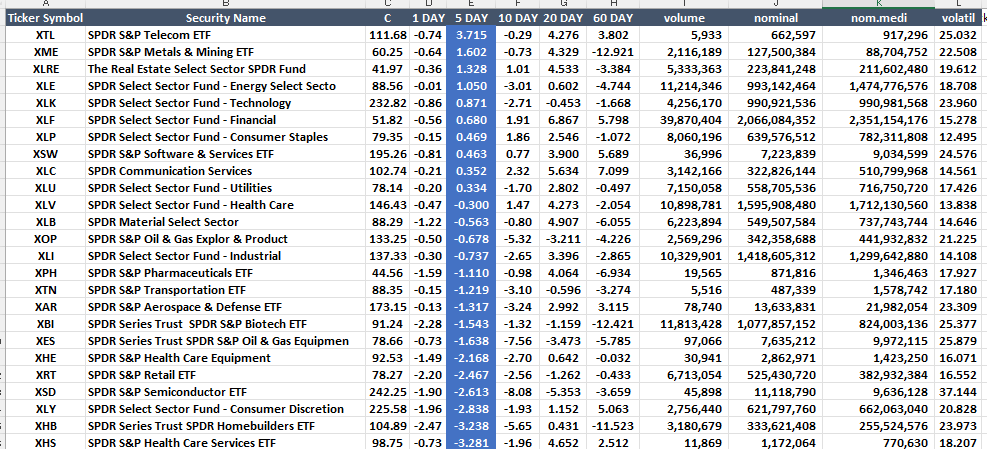 A B C D E F G H I J K L
Ticker Symbol Security Name C 1 DAY 5 DAY 10 DAY 20 DAY 60 DAY volume nominal nom.medi volatil
XTL SPDR S&P Telecom ETF 111.68 -0.74 3.715 -0.29 4.276 3.802 5,933 662,597 917,296 25.032
XME SPDR S&P Metals & Mining ETF 60.25 -0.64 1.602 -0.73 4.329 -12.921 2,116,189 127,500,384 88,704,752 22.508
XLRE The Real Estate Select Sector SPDR Fund 41.97 -0.36 1.328 1.01 4.533 -3.384 5,333,363 223,841,248 211,602,480 19.612
XLE SPDR Select Sector Fund - Energy Select Secto 88.56 -0.01 1.050 -3.01 0.602 -4.744 11,214,346 993,142,464 1,474,776,576 18.708
XLK SPDR Select Sector Fund - Technology 232.82 -0.86 0.871 -2.71 -0.453 -1.668 4,256,170 990,921,536 990,981,568 23.960
XLF SPDR Select Sector Fund - Financial 51.82 -0.56 0.680 1.91 6.867 5.798 39,870,404 2,066,084,352 2,351,154,176 15.278
XLP SPDR Select Sector Fund - Consumer Staples 79.35 -0.15 0.469 1.86 2.546 -1.072 8,060,196 639,576,512 782,311,808 12.495
XSW SPDR S&P Software & Services ETF 195.26 -0.81 0.463 0.77 3.900 5.689 36,996 7,223,839 9,034,599 24.576
XLC SPDR Communication Services 102.74 -0.21 0.352 2.32 5.634 7.099 3,142,166 322,826,144 510,799,968 14.561
XLU SPDR Select Sector Fund - Utilities 78.14 -0.20 0.334 -1.70 2.802 -0.497 7,150,058 558,705,536 716,750,720 17.426
XLV SPDR Select Sector Fund - Health Care 146.43 -0.47 -0.300 1.47 4.273 -2.054 10,898,781 1,595,908,480 1,712,130,560 13.838
XLB SPDR Material Select Sector 88.29 -1.22 -0.563 -0.80 4.907 -6.055 6,223,894 549,507,584 737,743,744 14.646
XOP SPDR S&P Oil & Gas Explor & Product 133.25 -0.50 -0.678 -5.32 -3.211 -4.226 2,569,296 342,358,688 441,932,832 21.225
XLI SPDR Select Sector Fund - Industrial 137.33 -0.30 -0.737 -2.65 3.396 -2.865 10,329,901 1,418,605,312 1,299,642,880 14.108
XPH SPDR S&P Pharmaceuticals ETF 44.56 -1.59 -1.110 -0.98 4.064 -6.934 19,565 871,816 1,346,463 17.927
XTN SPDR S&P Transportation ETF 88.35 -0.15 -1.219 -3.10 -0.596 -3.274 5,516 487,339 1,578,742 17.180
XAR SPDR S&P Aerospace & Defense ETF 173.15 -0.13 -1.317 -3.24 2.992 3.115 78,740 13,633,831 21,982,054 23.309
XBI SPDR Series Trust SPDR S&P Biotech ETF 91.24 -2.28 -1.543 -1.32 -1.159 -12.421 11,813,428 1,077,857,152 824,003,136 25.377
XES SPDR Series Trust SPDR S&P Oil & Gas Equipmen 78.66 -0.73 -1.638 -7.56 -3.473 -5.785 97,066 7,635,212 9,972,115 25.879
XHE SPDR S&P Health Care Equipment 92.53 -1.49 -2.168 -2.70 0.642 -0.032 30,941 2,862,971 1,423,250 16.071
XRT SPDR S&P Retail ETF 78.27 -2.20 -2.467 -2.56 -1.262 -0.433 6,713,054 525,430,720 382,932,384 16.552
XSD SPDR S&P Semiconductor ETF 242.25 -1.90 -2.613 -8.08 -5.353 -3.659 45,898 11,118,790 9,636,128 37.144
XLY SPDR Select Sector Fund - Consumer Discretion 225.58 -1.96 -2.838 -1.93 1.152 5.063 2,756,440 621,797,760 662,063,040 20.828
XHB SPDR Series Trust SPDR Homebuilders ETF 104.89 -2.47 -3.238 -5.65 0.431 -11.523 3,180,679 333,621,408 255,524,576 23.973
XHS SPDR S&P Health Care Services ETF 98.75 -0.73 -3.281 -1.96 4.652 2.512 11,869 1,172,064 770,630 18.207